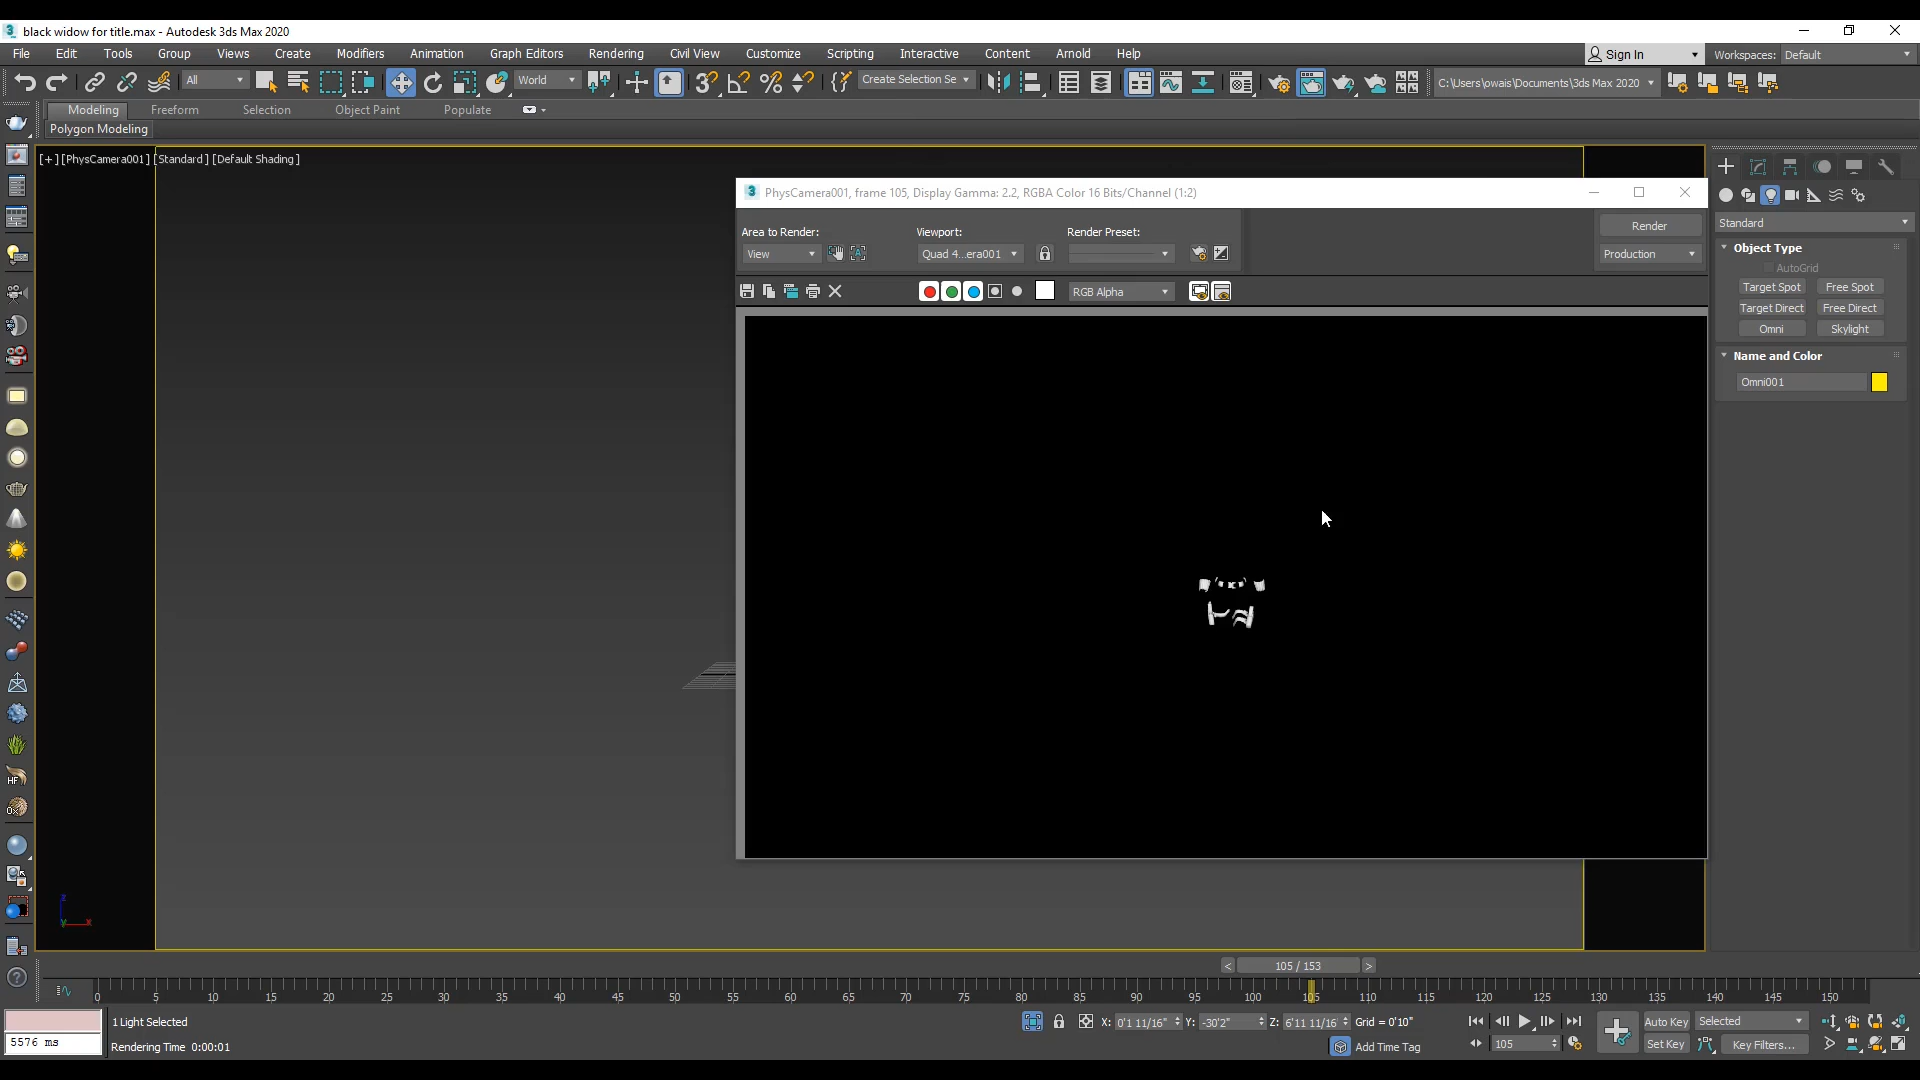 black widow for title.max - Autodesk 3ds Max 2020
File Edit Tools Group Views Create Modifiers Animation Graph Editors Rendering Civil View Customize Scripting Interactive Content Arnold Help
Sign In Workspaces: Default
All World Create Selection Se C:\Users\owais\Documents\3ds Max 2020
Modeling Freeform Selection Object Paint Populate
Polygon Modeling
[+] [PhysCamera001] [Standard] [Default Shading]
PhysCamera001, frame 105, Display Gamma: 2.2, RGBA Color 16 Bits/Channel (1:2)
Area to Render: Viewport: Render Preset: Render
View Quad 4...era001 Production
RGB Alpha
Standard
Object Type
AutoGrid
Target Spot Free Spot
Target Direct Free Direct
Omni Skylight
Name and Color
Omni001
HF
z
y x
< 105 / 153 >
0 5 10 15 20 25 30 35 40 45 50 55 60 65 70 75 80 85 90 95 100 105 110 115 120 125 130 135 140 145 150
1 Light Selected X: 0'1 11/16" Y: -30'2" Z: 6'11 11/16 Grid = 0'10" Auto Key Selected
5576 ms Rendering Time 0:00:01 Add Time Tag 105 Set Key Key Filters...